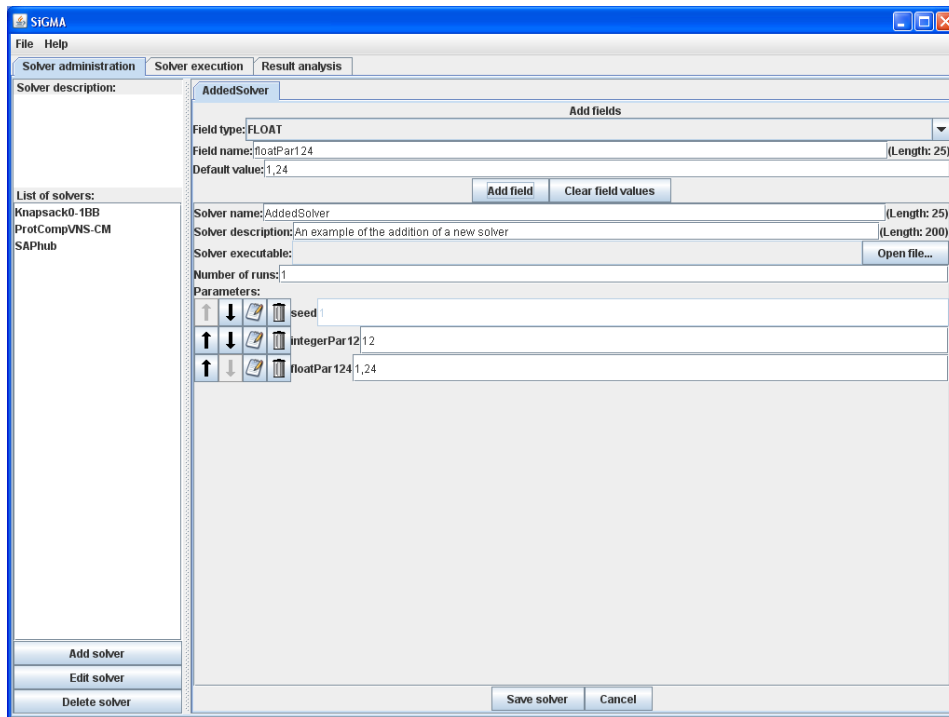 SiGMA
File Help
Solver administration Solver execution Result analysis
Solver description:
List of solvers:
Knapsack0-1BB
ProtCompVNS-CM
SAPhub
Add solver
Edit solver
Delete solver
AddedSolver
Add fields
Field type: FLOAT
Field name: floatPar124 (Length: 25)
Default value: 1,24
Add field Clear field values
Solver name: AddedSolver (Length: 25)
Solver description: An example of the addition of a new solver (Length: 200)
Solver executable: Open file...
Number of runs: 1
Parameters:
seed
integerPar12 12
floatPar124 1,24
Save solver Cancel